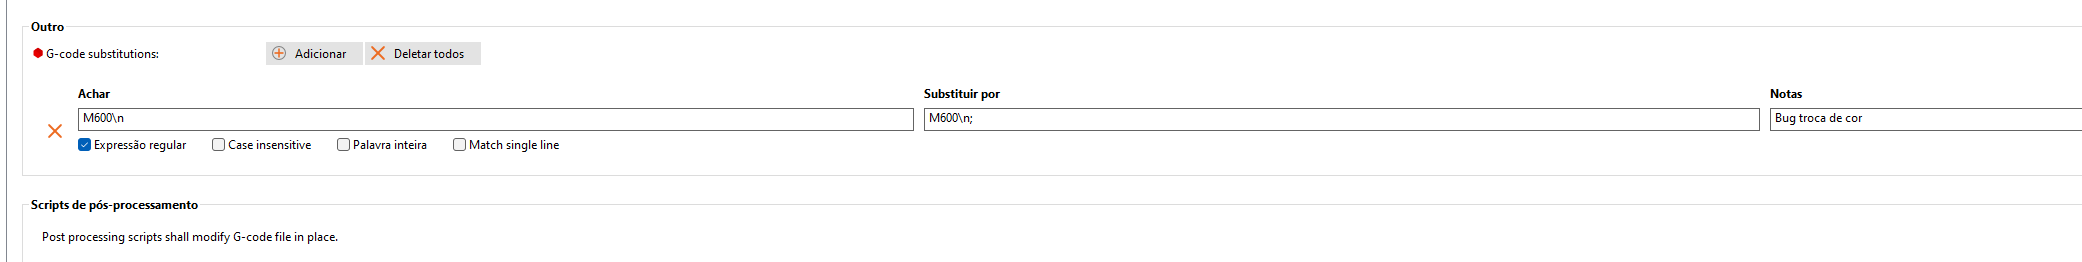 Outro
G-code substitutions: Adicionar Deletar todos
Achar Substituir por Notas
M600\n M600\n; Bug troca de cor
Expressão regular Case insensitive Palavra inteira Match single line
Scripts de pós-processamento
Post processing scripts shall modify G-code file in place.